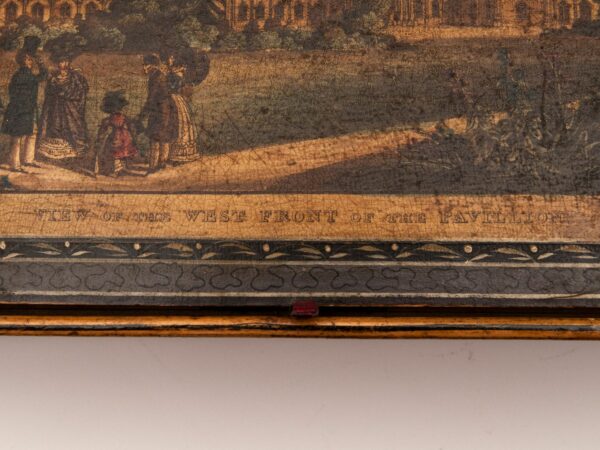 VIEW OF THE WEST FRONT OF THE PAVILLION